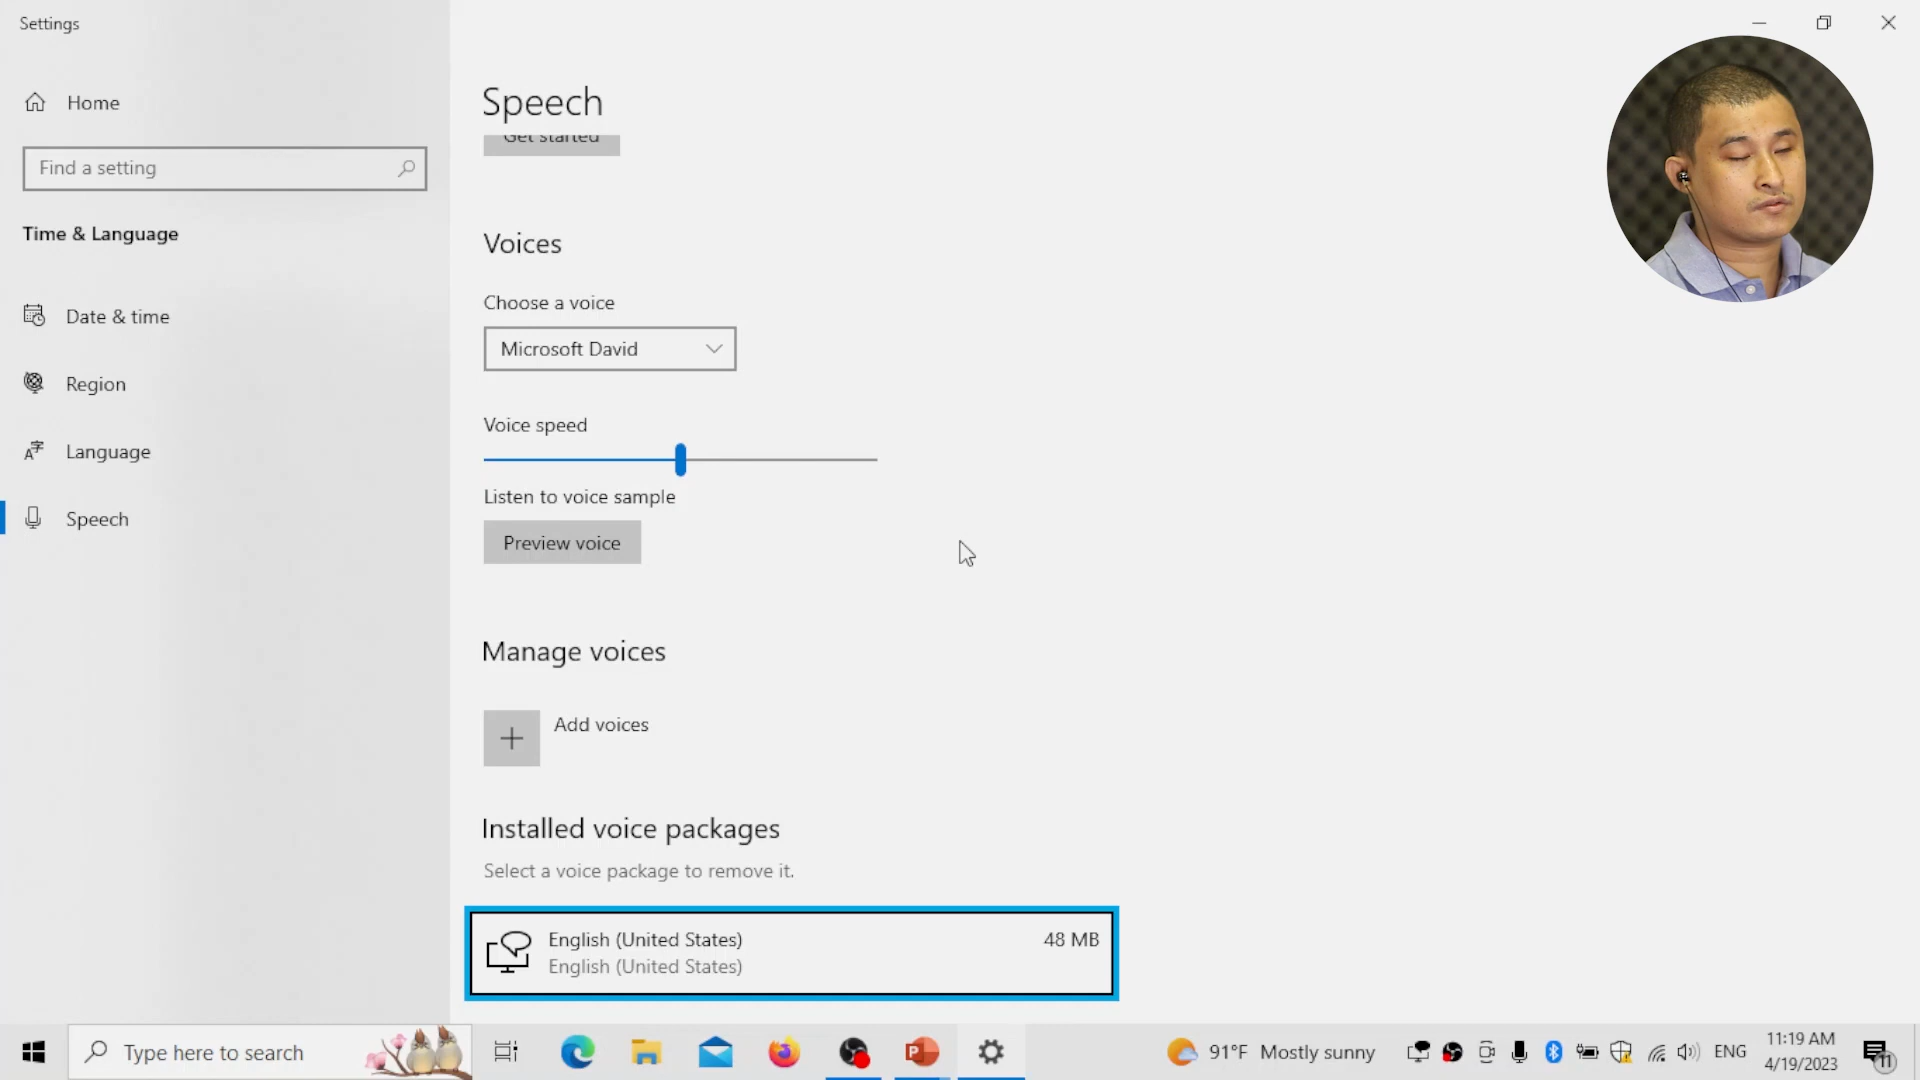 Settings
Home
Find a setting
Time & Language
Date & time
Region
Language
Speech
Speech
Get started
Voices
Choose a voice
Microsoft David
Voice speed
Listen to voice sample
Preview voice
Manage voices
Add voices
Installed voice packages
Select a voice package to remove it.
English (United States) 48 MB
English (United States)
Type here to search
91°F Mostly sunny
ENG
11:19 AM
4/19/2023
11